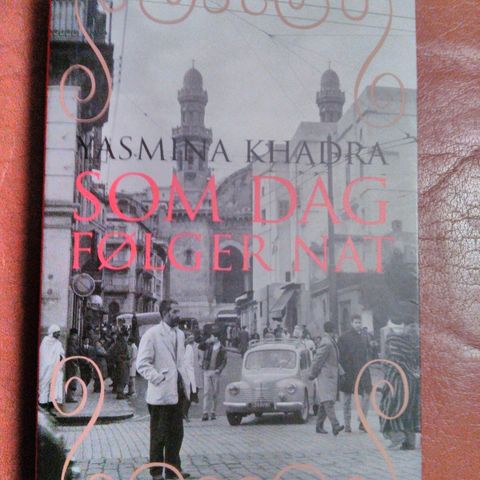 YASMINA KHADRA
SOM DAG
FØLGER NAT